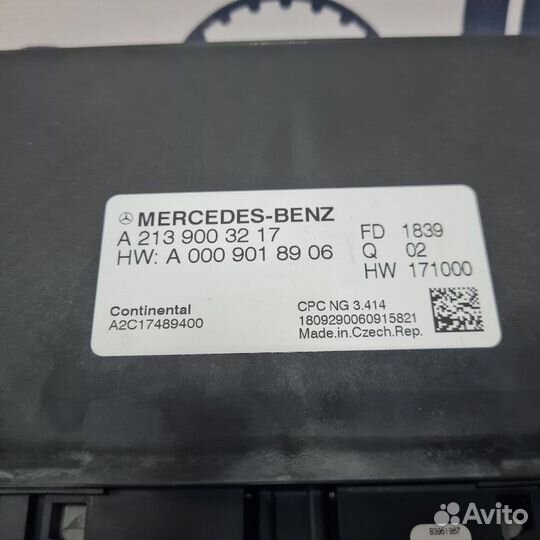 MERCEDES-BENZ
A 213 900 32 17
HW: A 000 901 89 06
FD 1839
Q 02
HW 171000
Continental
A2C17489400
CPC NG 3.414
1809290060915821
Made.in.Czech.Rep.
83961867
Avito